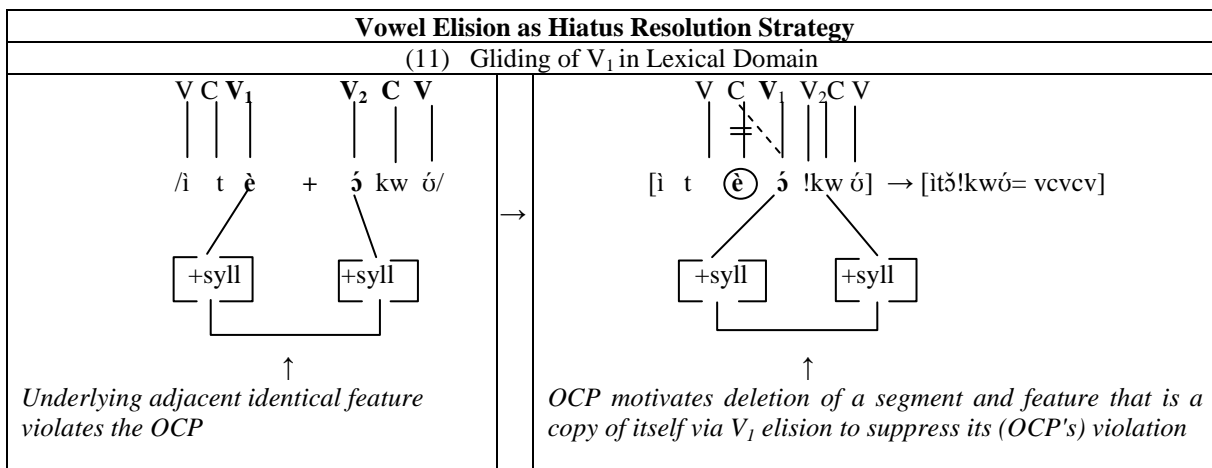 Vowel Elision as Hiatus Resolution Strategy
(11) Gliding of V₁ in Lexical Domain
V C V₁ V₂ C V
/ì t è + ɔ́ kw ʊ́/
+syll +syll
↑
Underlying adjacent identical feature
violates the OCP
→
V C V₁ V₂C V
[ì t è ɔ́ !kw ʊ́] → [ìtɔ̌!kwʊ́= vcvcv]
+syll +syll
↑
OCP motivates deletion of a segment and feature that is a
copy of itself via V₁ elision to suppress its (OCP's) violation